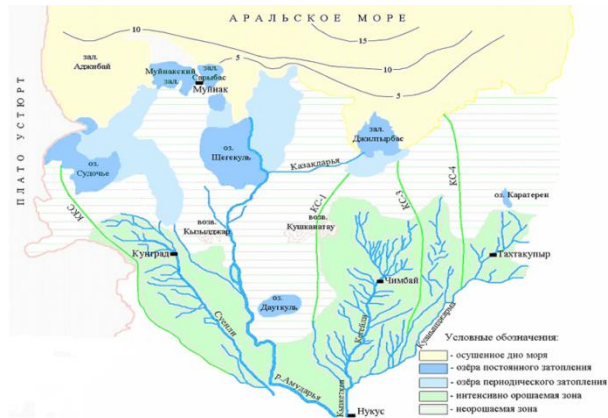 АРАЛЬСКОЕ МОРЕ
10
15
10
5
5
5
зал.
Аджибай
Муйнакский
зал.
зал.
Сарыбас
Муйнак
ПЛАТО УСТЮРТ
оз.
Судочье
оз.
Шегекуль
зал.
Джилтырбас
Казакдарья
ККС
КС-1
КС-3
КС-4
оз.
Каратерен
возв.
Кызылджар
возв.
Кушканатау
Кунград
Тахтакупыр
Чимбай
оз.
Дауткуль
Суенли
Кегейли
р.Амударья
Нукус
Условные обозначения:
- осушенное дно моря
- озёра постоянного затопления
- озёра периодического затопления
- интенсивно орошаемая зона
- неорошаемая зона